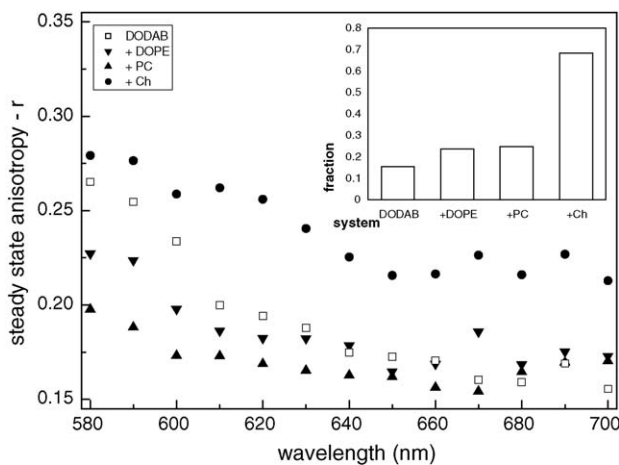 0.35
0.30
0.25
0.20
0.15
steady state anisotropy - r
DODAB
+ DOPE
+ PC
+ Ch
0.8
0.7
0.6
0.5
0.4
0.3
0.2
0.1
0
fraction
DODAB +DOPE +PC +Ch
system
580 600 620 640 660 680 700
wavelength (nm)